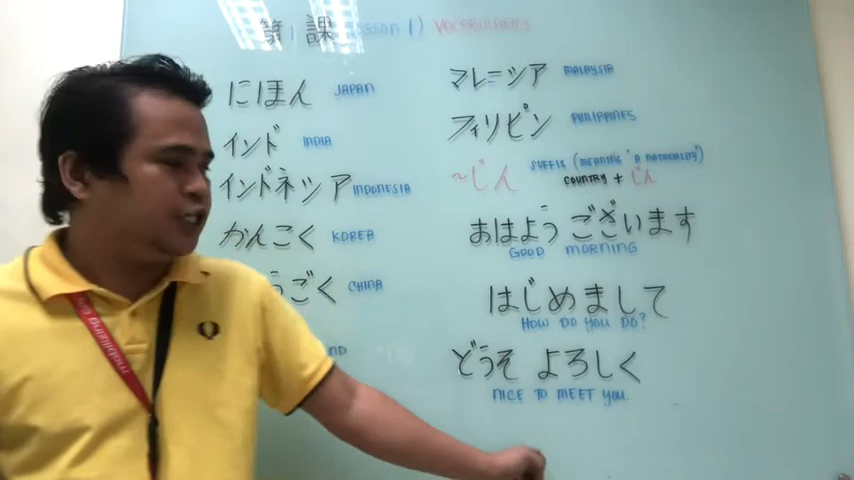 第1課 (Lesson 1) VOCABULARIES
にほん JAPAN
インド INDIA
インドネシア INDONESIA
かんこく KOREA
うごく CHINA
ND
マレーシア MALAYSIA
フィリピン PHILIPPINES
~じん SUFFIX (MEANING "A NATIONALITY")
COUNTRY + じん
おはよう ございます
GOOD MORNING
はじめまして
HOW DO YOU DO?
どうぞ よろしく
NICE TO MEET YOU.